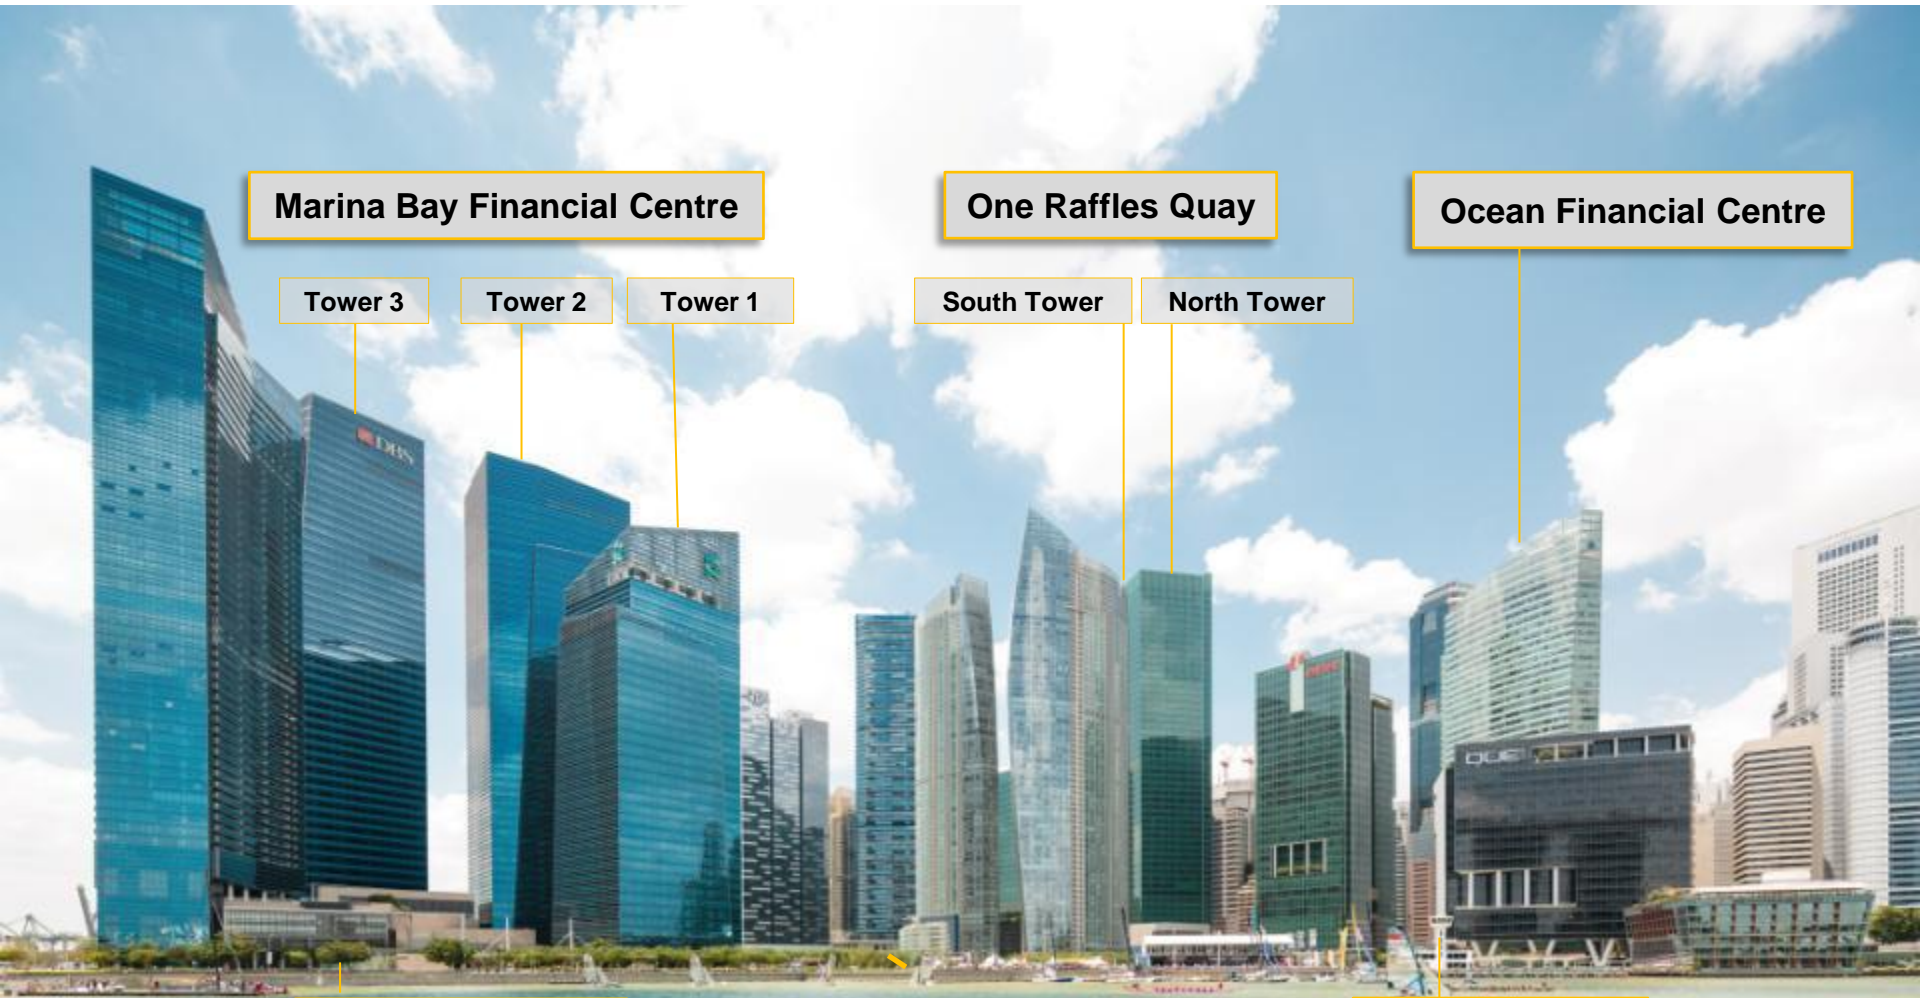 Marina Bay Financial Centre
One Raffles Quay
Ocean Financial Centre
Tower 3
Tower 2
Tower 1
South Tower
North Tower
DBS
OUE